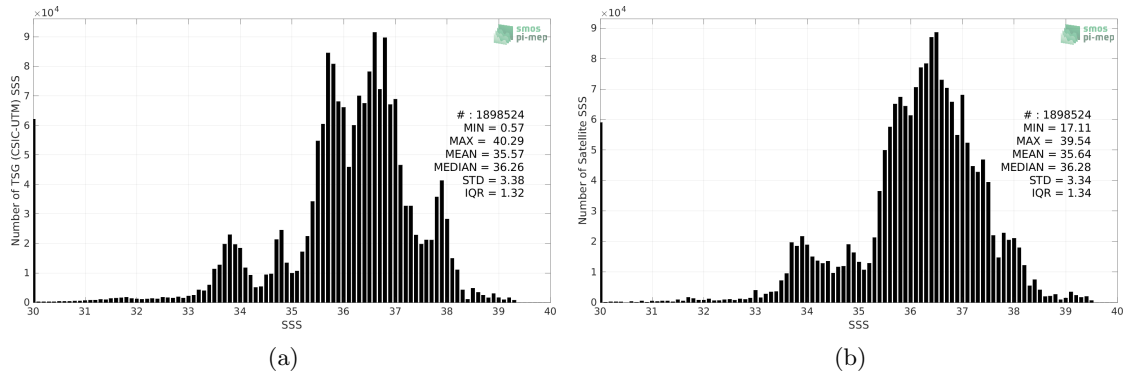 ×10⁴
9
8
7
6
5
4
3
2
1
0
Number of TSG (CSIC-UTM) SSS
smos
pi-mep
# : 1898524
MIN = 0.57
MAX = 40.29
MEAN = 35.57
MEDIAN = 36.26
STD = 3.38
IQR = 1.32
30 31 32 33 34 35 36 37 38 39 40
SSS
(a)
×10⁴
9
8
7
6
5
4
3
2
1
0
Number of Satellite SSS
smos
pi-mep
# : 1898524
MIN = 17.11
MAX = 39.54
MEAN = 35.64
MEDIAN = 36.28
STD = 3.34
IQR = 1.34
30 31 32 33 34 35 36 37 38 39 40
SSS
(b)